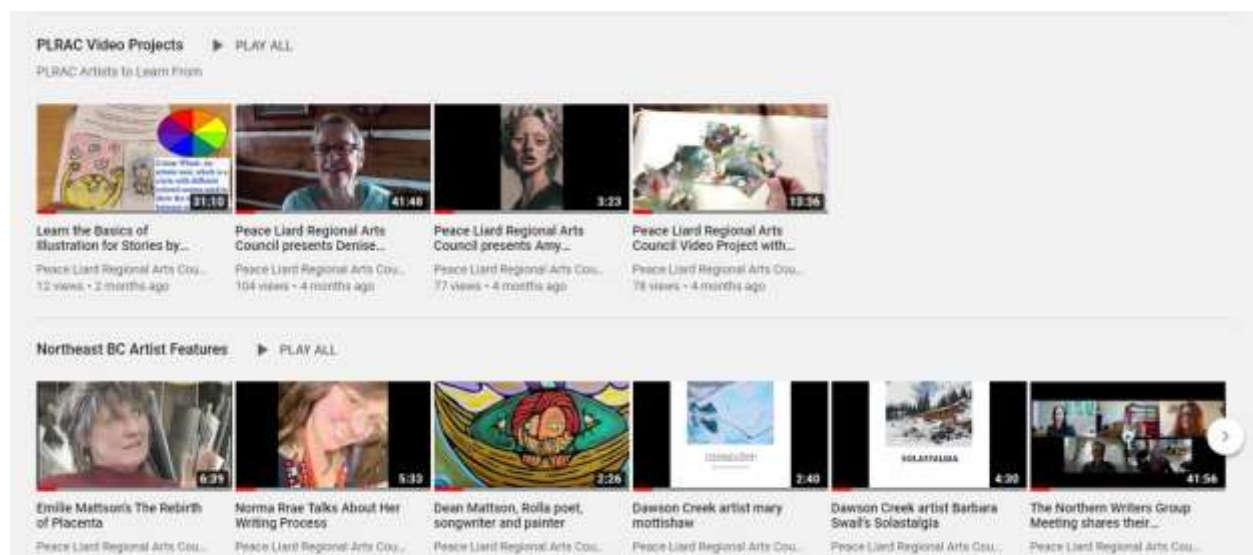 PLRAC Video Projects PLAY ALL
PLRAC Artists to Learn From
31:10
41:48
3:23
13:36
Learn the Basics of
Illustration for Stories by...
Peace Liard Regional Arts Cou...
12 views • 2 months ago
Peace Liard Regional Arts
Council presents Denise...
Peace Liard Regional Arts Cou...
104 views • 4 months ago
Peace Liard Regional Arts
Council presents Amy...
Peace Liard Regional Arts Cou...
77 views • 4 months ago
Peace Liard Regional Arts
Council Video Project with...
Peace Liard Regional Arts Cou...
78 views • 4 months ago
Northeast BC Artist Features PLAY ALL
6:39
5:33
2:26
meander
2:40
SOLASTALGIA
4:30
41:56
Emilie Mattson's The Rebirth
of Placenta
Peace Liard Regional Arts Cou...
Norma Rrae Talks About Her
Writing Process
Peace Liard Regional Arts Cou...
Dean Mattson, Rolla poet,
songwriter and painter
Peace Liard Regional Arts Cou...
Dawson Creek artist mary
mottishaw
Peace Liard Regional Arts Cou...
Dawson Creek artist Barbara
Swail's Solastalgia
Peace Liard Regional Arts Cou...
The Northern Writers Group
Meeting shares their...
Peace Liard Regional Arts Cou...